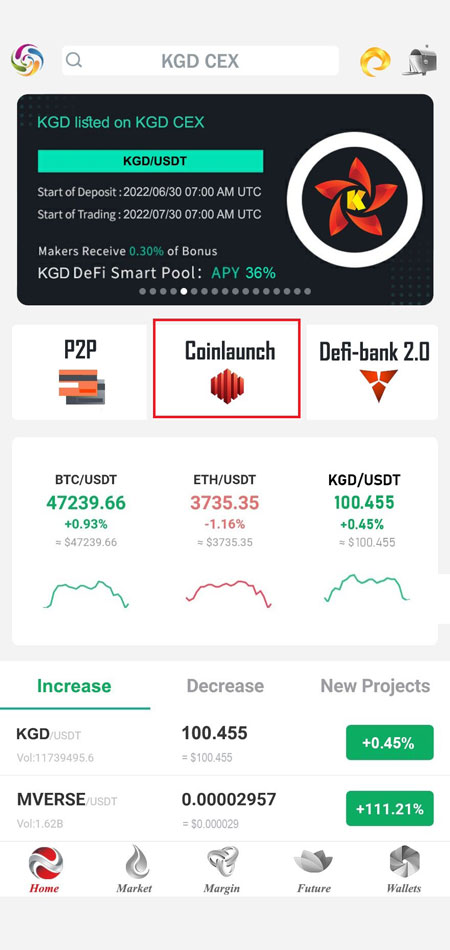 KGD CEX
KGD listed on KGD CEX
KGD/USDT
Start of Deposit : 2022/06/30 07:00 AM UTC
Start of Trading : 2022/07/30 07:00 AM UTC
Makers Receive 0.30% of Bonus
KGD DeFi Smart Pool： APY 36%
K
P2P
Coinlaunch
Defi-bank 2.0
BTC/USDT
47239.66
+0.93%
≈ $47239.66
ETH/USDT
3735.35
-1.16%
≈ $3735.35
KGD/USDT
100.455
+0.45%
≈ $100.455
Increase
Decrease
New Projects
KGD/USDT
100.455
+0.45%
Vol:11739495.6
≈ $100.455
MVERSE/USDT
0.00002957
+111.21%
Vol:1.62B
≈ $0.000029
Home
Market
Margin
Future
Wallets